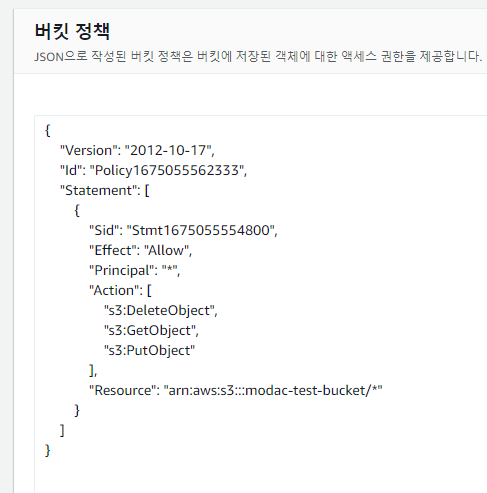 버킷 정책
JSON으로 작성된 버킷 정책은 버킷에 저장된 객체에 대한 액세스 권한을 제공합니다.
{
"Version": "2012-10-17",
"Id": "Policy1675055562333",
"Statement": [
{
"Sid": "Stmt1675055554800",
"Effect": "Allow",
"Principal": "*",
"Action": [
"s3:DeleteObject",
"s3:GetObject",
"s3:PutObject"
],
"Resource": "arn:aws:s3:::modac-test-bucket/*"
}
]
}